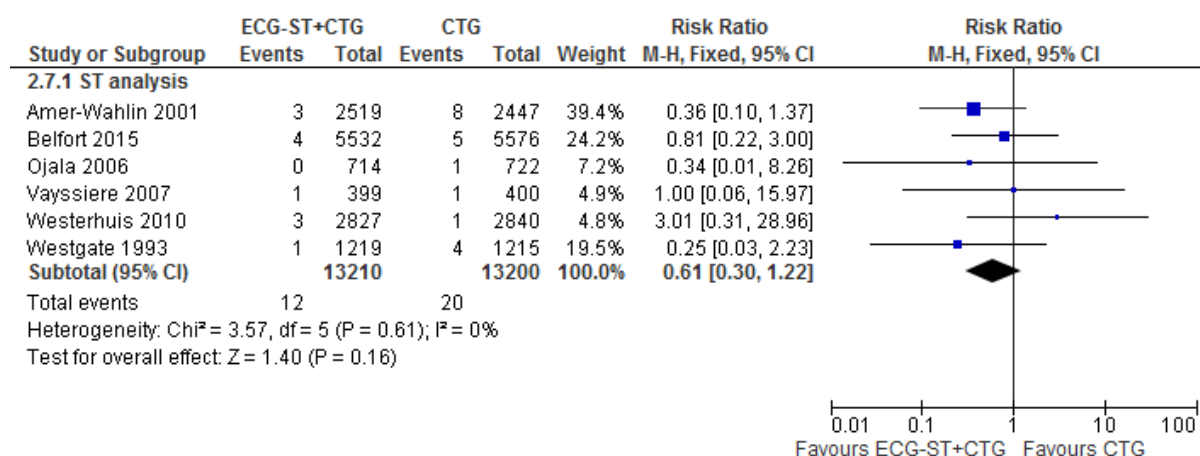 ECG-ST+CTG CTG Risk Ratio Risk Ratio
Study or Subgroup Events Total Events Total Weight M-H, Fixed, 95% CI M-H, Fixed, 95% CI
2.7.1 ST analysis
Amer-Wahlin 2001 3 2519 8 2447 39.4% 0.36 [0.10, 1.37]
Belfort 2015 4 5532 5 5576 24.2% 0.81 [0.22, 3.00]
Ojala 2006 0 714 1 722 7.2% 0.34 [0.01, 8.26]
Vayssiere 2007 1 399 1 400 4.9% 1.00 [0.06, 15.97]
Westerhuis 2010 3 2827 1 2840 4.8% 3.01 [0.31, 28.96]
Westgate 1993 1 1219 4 1215 19.5% 0.25 [0.03, 2.23]
Subtotal (95% CI) 13210 13200 100.0% 0.61 [0.30, 1.22]
Total events 12 20
Heterogeneity: Chi² = 3.57, df = 5 (P = 0.61); I² = 0%
Test for overall effect: Z = 1.40 (P = 0.16)
0.01 0.1 1 10 100
Favours ECG-ST+CTG Favours CTG